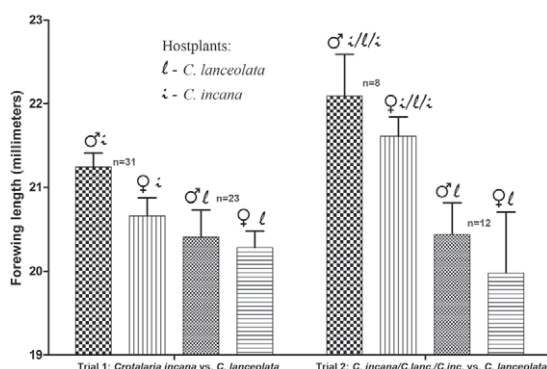 23
22
21
20
19
Forewing length (millimeters)
Hostplants:
l - C. lanceolata
i - C. incana
♂i
n=31
♀i
♂l
n=23
♀l
♂i/l/i
n=8
♀i/l/i
♂l
n=12
♀l
Trial 1: Crotalaria incana vs. C. lanceolata
Trial 2: C. incana/C.lanc./C.inc. vs. C. lanceolata